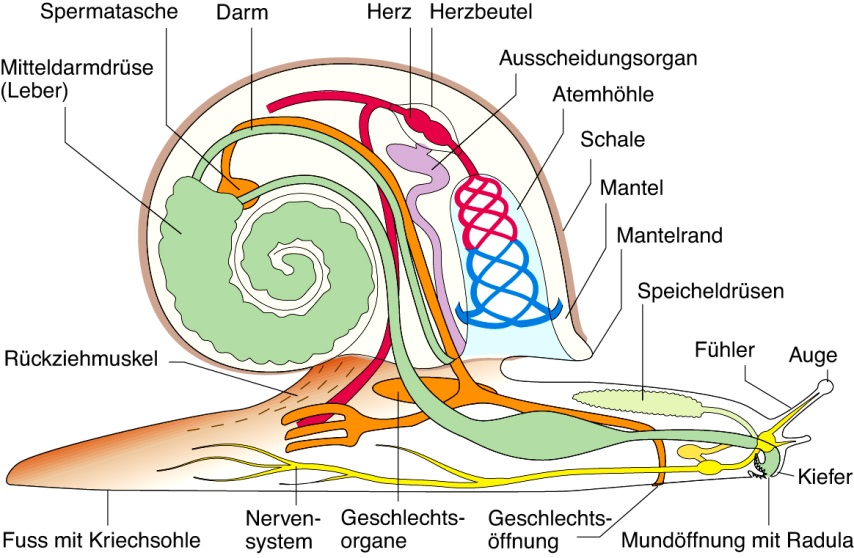 Spermatasche
Darm
Herz
Herzbeutel
Mitteldarmdrüse
(Leber)
Ausscheidungsorgan
Atemhöhle
Schale
Mantel
Mantelrand
Speicheldrüsen
Rückziehmuskel
Fühler
Auge
Kiefer
Fuss mit Kriechsohle
Nerven-
system
Geschlechts-
organe
Geschlechts-
öffnung
Mundöffnung mit Radula